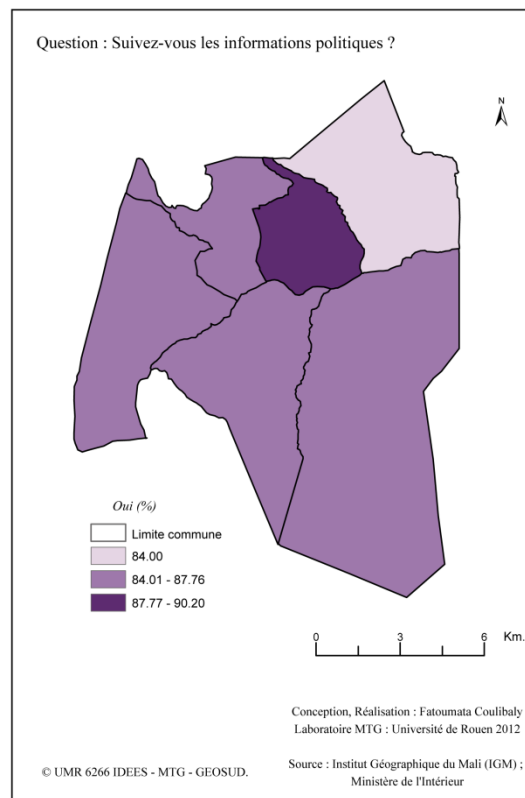 Question : Suivez-vous les informations politiques ?
N
Oui (%)
Limite commune
84.00
84.01 - 87.76
87.77 - 90.20
0 3 6 Km.
Conception, Réalisation : Fatoumata Coulibaly
Laboratoire MTG : Université de Rouen 2012
© UMR 6266 IDEES - MTG - GEOSUD.
Source : Institut Géographique du Mali (IGM) ;
Ministère de l'Intérieur